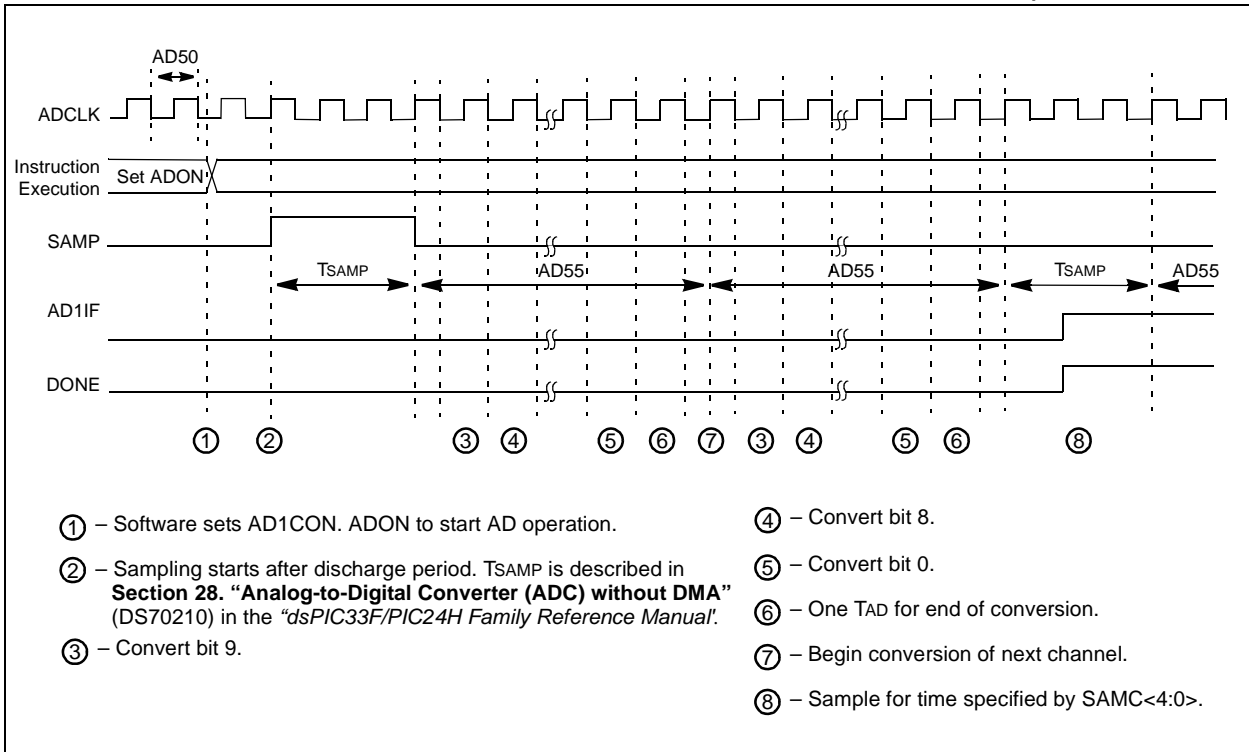 AD50
ADCLK
Instruction
Execution
Set ADON
SAMP
TSAMP
AD55
AD55
TSAMP
AD55
AD1IF
DONE
1 2 3 4 5 6 7 3 4 5 6 8
1 – Software sets AD1CON. ADON to start AD operation.
2 – Sampling starts after discharge period. TSAMP is described in
Section 28. “Analog-to-Digital Converter (ADC) without DMA”
(DS70210) in the “dsPIC33F/PIC24H Family Reference Manual'.
3 – Convert bit 9.
4 – Convert bit 8.
5 – Convert bit 0.
6 – One TAD for end of conversion.
7 – Begin conversion of next channel.
8 – Sample for time specified by SAMC<4:0>.